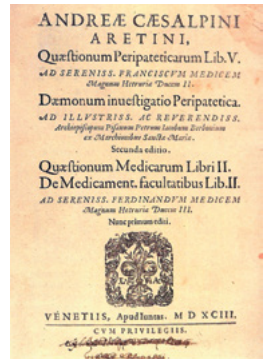 ANDREÆ CÆSALPINI
ARETINI,
Quæstionum Peripateticarum Lib. V.
AD SERENISS. FRANCISCVM MEDICEM
Magnum Hetruriæ Ducem II.
Dæmonum inuestigatio Peripatetica.
AD ILLVSTRISS. AC REVERENDISS.
Archiepiscopum Pisanum Petrum Iacobum
ex Marchionibus Sanctæ Mariæ.
Secunda editio.
Quæstionum Medicarum Libri II.
De Medicament. facultatibus Lib. II.
AD SERENISS. FERDINANDVM MEDICEM
Magnum Hetruriæ Ducem III.
Nunc primum editi.
VENETIIS, Apud Iuntas. M D XCIII.
CVM PRIVILEGIIS.